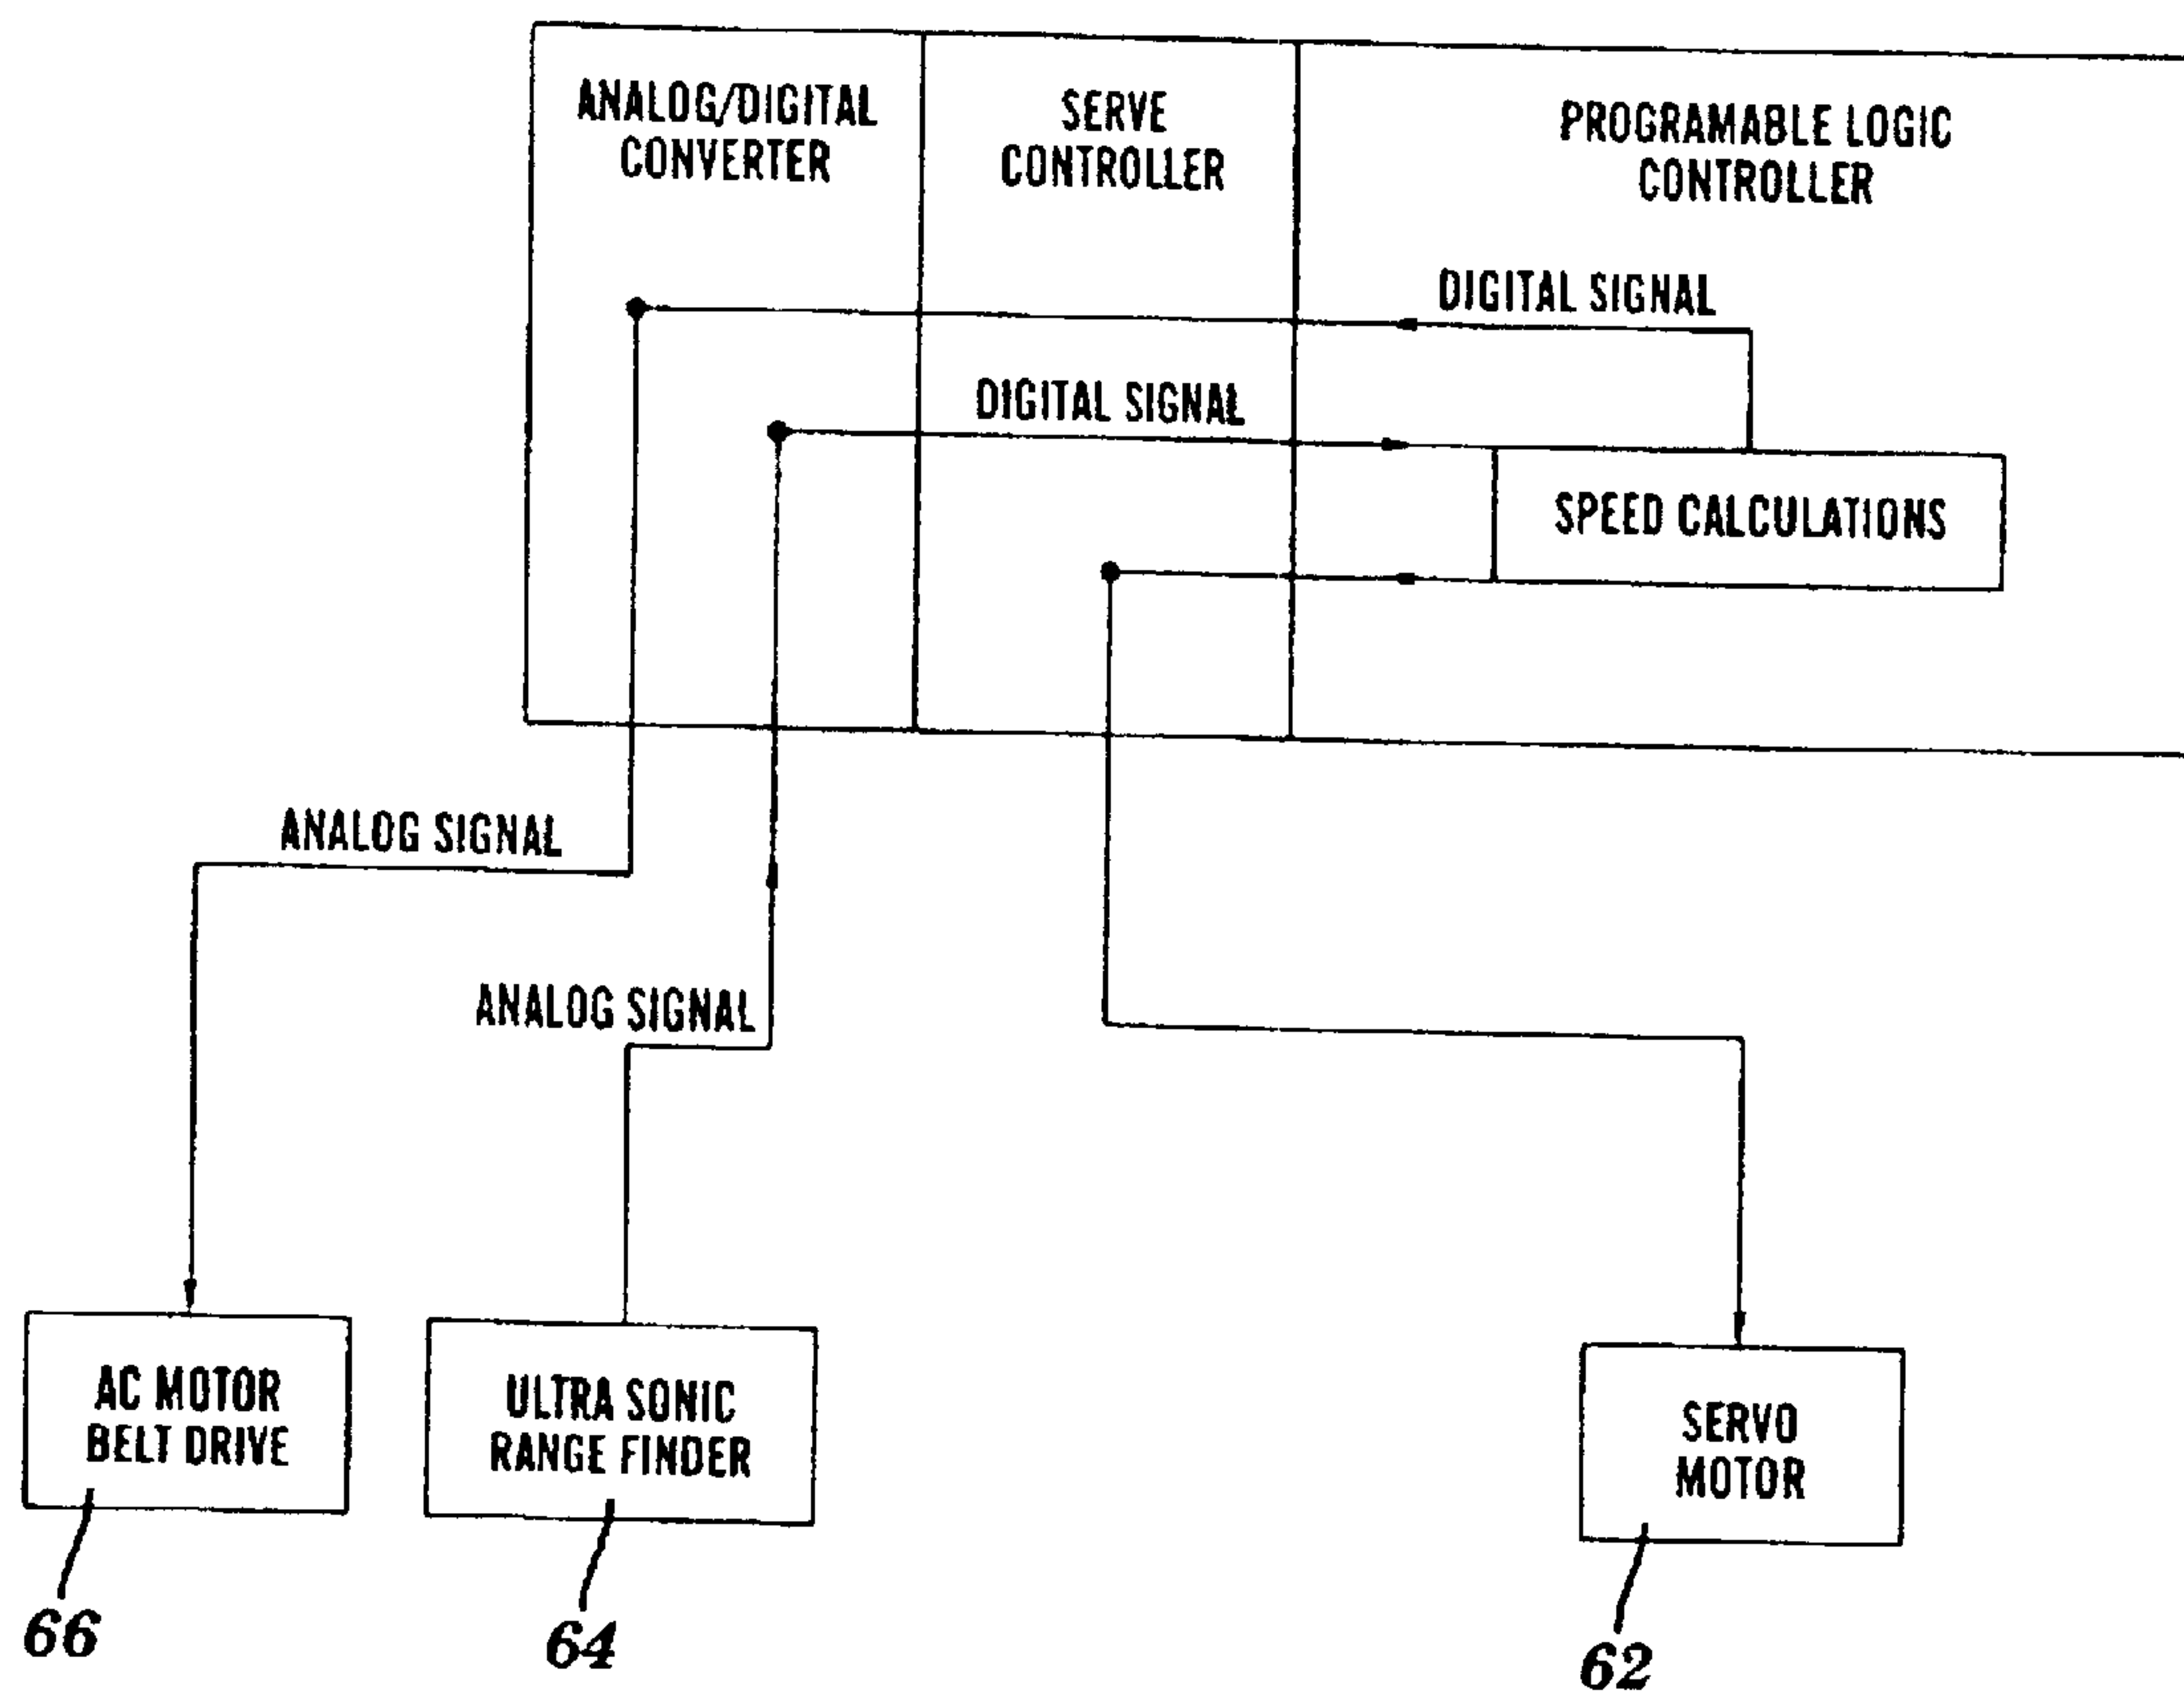 ANALOG/DIGITAL
CONVERTER
SERVE
CONTROLLER
PROGRAMABLE LOGIC
CONTROLLER
DIGITAL SIGNAL
DIGITAL SIGNAL
SPEED CALCULATIONS
ANALOG SIGNAL
ANALOG SIGNAL
AC MOTOR
BELT DRIVE
ULTRA SONIC
RANGE FINDER
SERVO
MOTOR
66
64
62